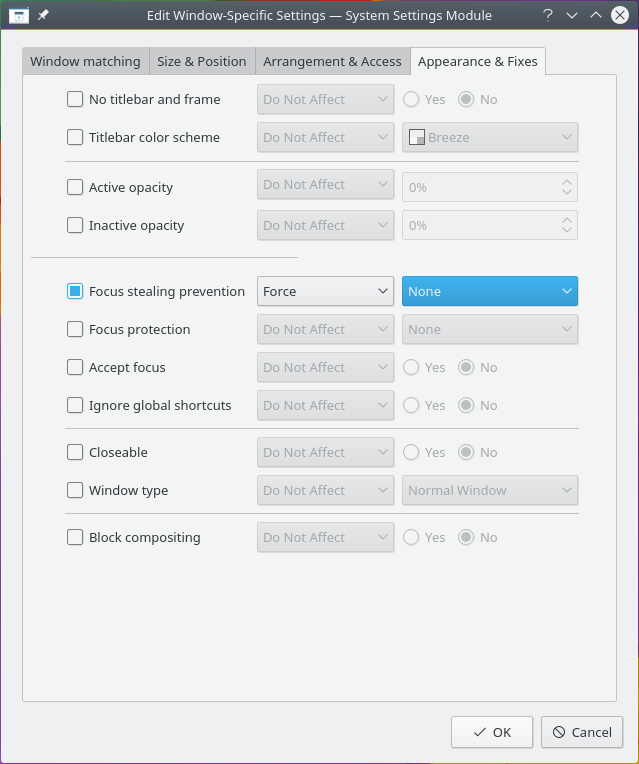 Edit Window-Specific Settings — System Settings Module
Window matching Size & Position Arrangement & Access Appearance & Fixes
No titlebar and frame Do Not Affect Yes No
Titlebar color scheme Do Not Affect Breeze
Active opacity Do Not Affect 0%
Inactive opacity Do Not Affect 0%
Focus stealing prevention Force None
Focus protection Do Not Affect None
Accept focus Do Not Affect Yes No
Ignore global shortcuts Do Not Affect Yes No
Closeable Do Not Affect Yes No
Window type Do Not Affect Normal Window
Block compositing Do Not Affect Yes No
OK Cancel